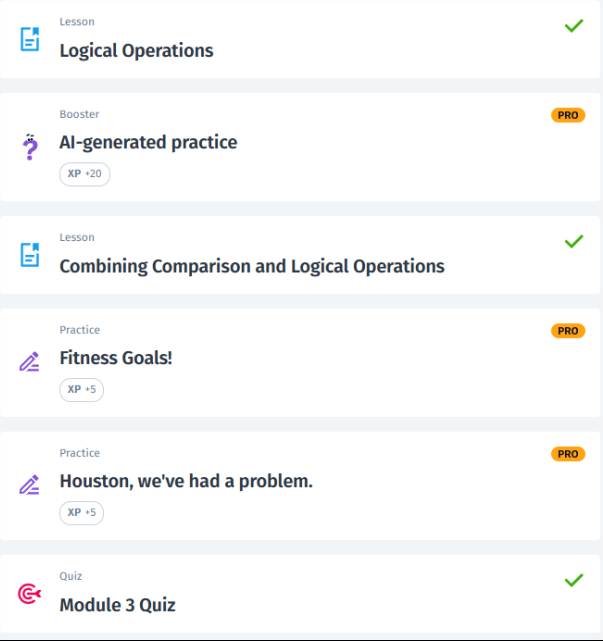 Lesson
Logical Operations
Booster
PRO
AI-generated practice
XP +20
Lesson
Combining Comparison and Logical Operations
Practice
PRO
Fitness Goals!
XP +5
Practice
PRO
Houston, we've had a problem.
XP +5
Quiz
Module 3 Quiz